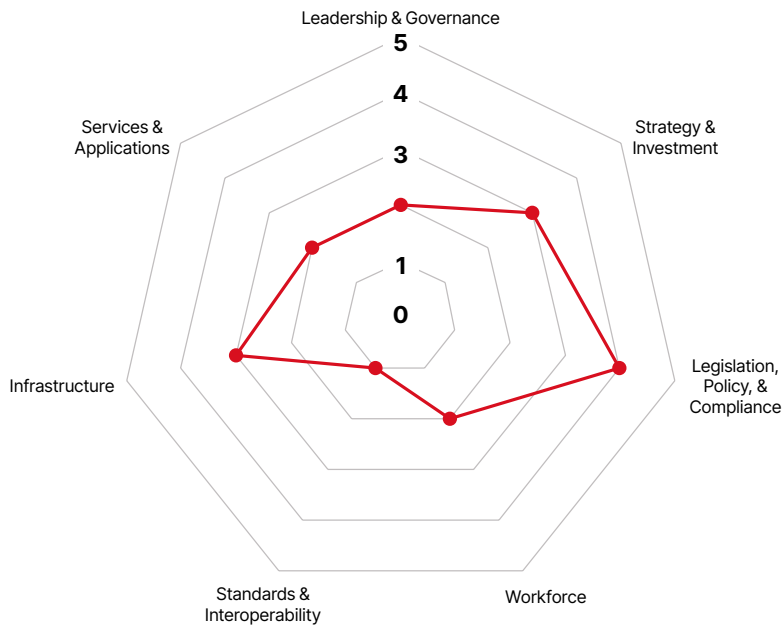 Leadership & Governance
5
4
3
1
0
Strategy &
Investment
Legislation,
Policy, &
Compliance
Workforce
Standards &
Interoperability
Infrastructure
Services &
Applications